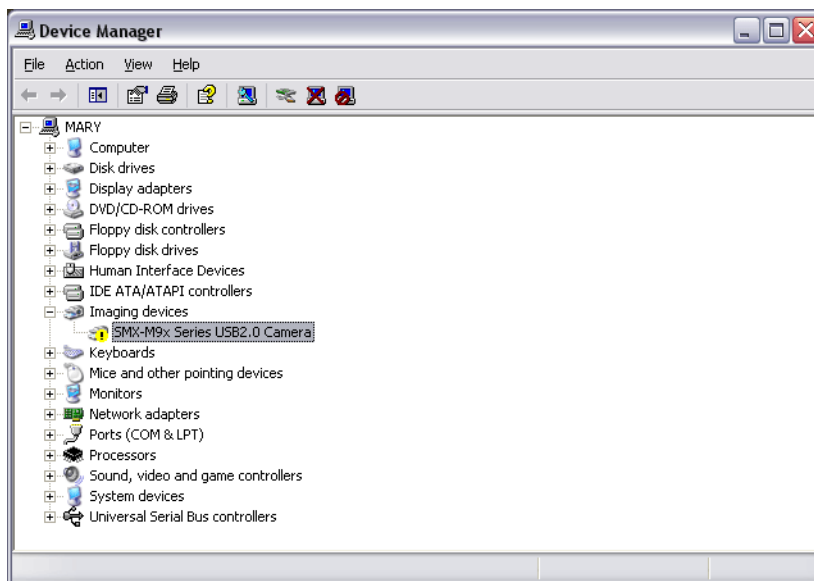 Device Manager
File Action View Help
MARY
Computer
Disk drives
Display adapters
DVD/CD-ROM drives
Floppy disk controllers
Floppy disk drives
Human Interface Devices
IDE ATA/ATAPI controllers
Imaging devices
SMX-M9x Series USB2.0 Camera
Keyboards
Mice and other pointing devices
Monitors
Network adapters
Ports (COM & LPT)
Processors
Sound, video and game controllers
System devices
Universal Serial Bus controllers